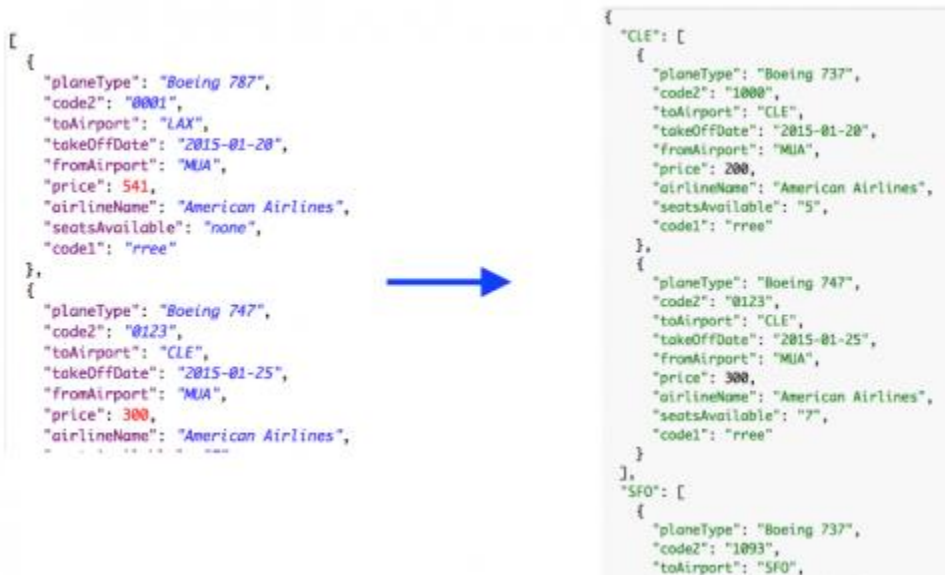 [
{
"planeType": "Boeing 787",
"code2": "0001",
"toAirport": "LAX",
"takeOffDate": "2015-01-20",
"fromAirport": "MUA",
"price": 541,
"airlineName": "American Airlines",
"seatsAvailable": "none",
"code1": "rree"
},
{
"planeType": "Boeing 747",
"code2": "0123",
"toAirport": "CLE",
"takeOffDate": "2015-01-25",
"fromAirport": "MUA",
"price": 300,
"airlineName": "American Airlines",
{
"CLE": [
{
"planeType": "Boeing 737",
"code2": "1000",
"toAirport": "CLE",
"takeOffDate": "2015-01-20",
"fromAirport": "MUA",
"price": 200,
"airlineName": "American Airlines",
"seatsAvailable": "5",
"code1": "rree"
},
{
"planeType": "Boeing 747",
"code2": "0123",
"toAirport": "CLE",
"takeOffDate": "2015-01-25",
"fromAirport": "MUA",
"price": 300,
"airlineName": "American Airlines",
"seatsAvailable": "7",
"code1": "rree"
}
],
"SFO": [
{
"planeType": "Boeing 737",
"code2": "1093",
"toAirport": "SFO",